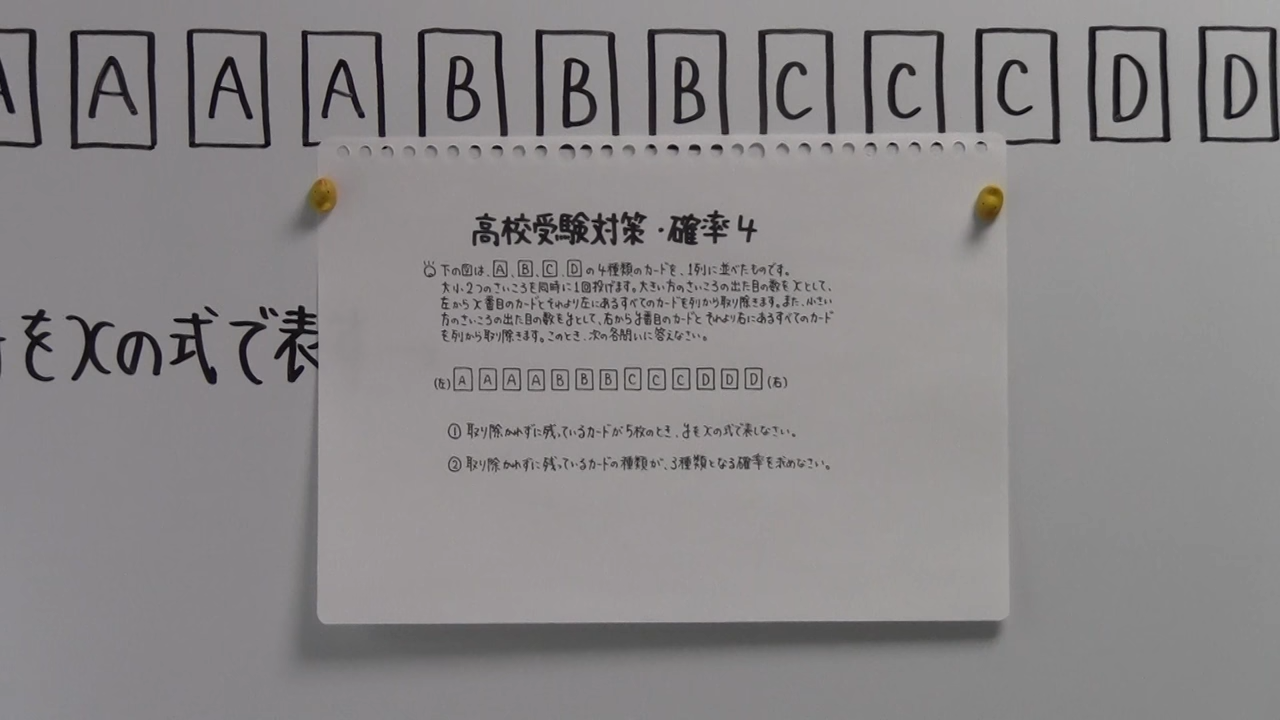 A A A A B B B C C C D D
をxの式で表
高校受験対策・確率4
下の図は、A、B、C、Dの4種類のカードを、1列に並べたものです。
大小2つのさいころを同時に1回投げます。大きい方のさいころの出た目の数をxとして、
左からx番目のカードとそれより左にあるすべてのカードを列から取り除きます。また、小さい
方のさいころの出た目の数をyとして、右からy番目のカードとそれより右にあるすべてのカード
を列から取り除きます。このとき、次の各問いに答えなさい。
(左) A A A A B B B C C C D D D (右)
① 取り除かれずに残っているカードが5枚のとき、yをxの式で表しなさい。
② 取り除かれずに残っているカードの種類が、3種類となる確率を求めなさい。